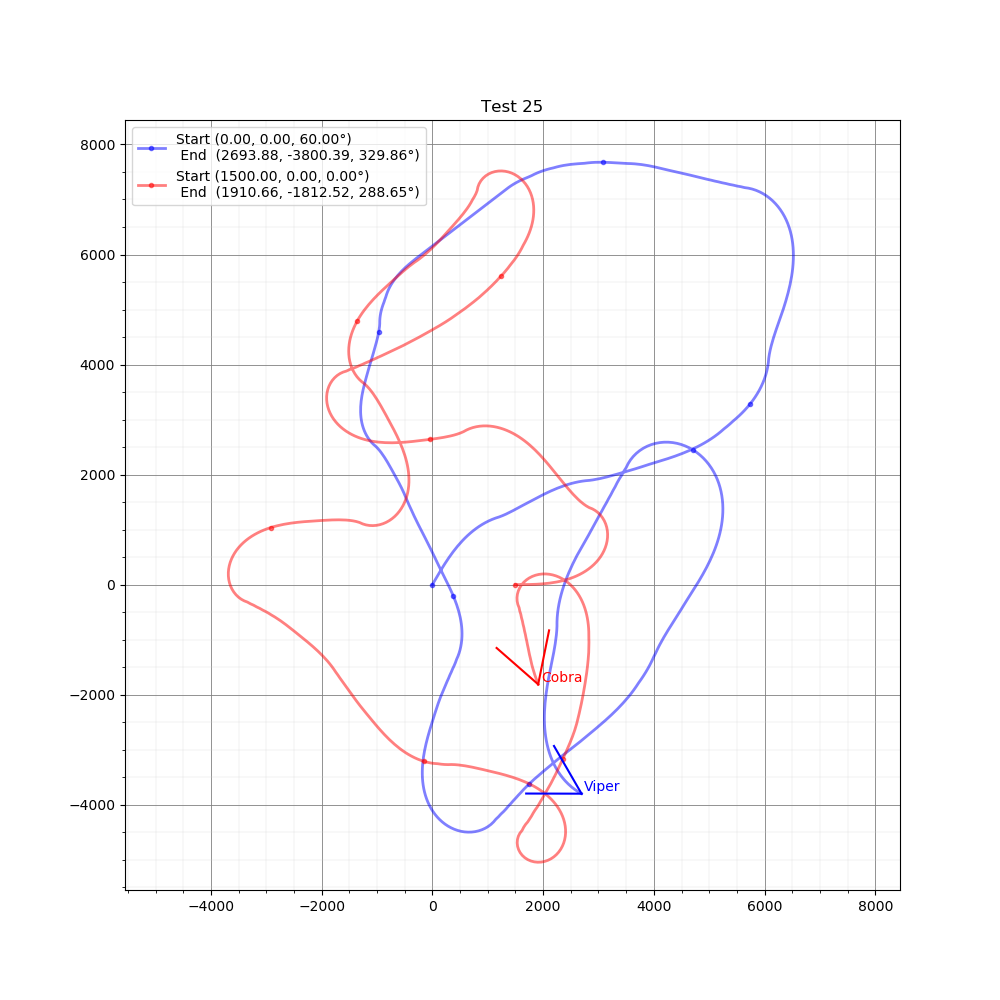 Test 25
Start (0.00, 0.00, 60.00°)
End (2693.88, -3800.39, 329.86°)
Start (1500.00, 0.00, 0.00°)
End (1910.66, -1812.52, 288.65°)
8000
6000
4000
2000
0
−2000
−4000
Cobra
Viper
−4000 −2000 0 2000 4000 6000 8000